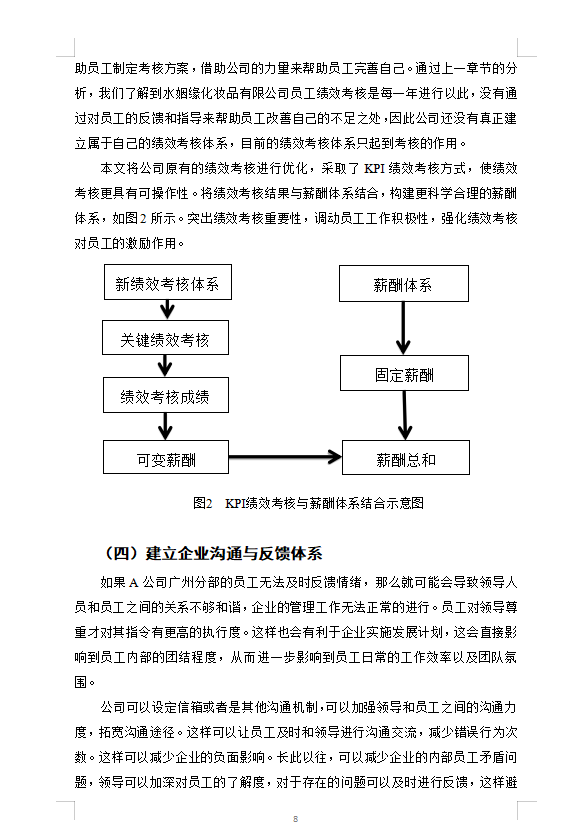 助员工制定考核方案，借助公司的力量来帮助员工完善自己。通过上一章节的分
析，我们了解到水姻缘化妆品有限公司员工绩效考核是每一年进行以此，没有通
过对员工的反馈和指导来帮助员工改善自己的不足之处，因此公司还没有真正建
立属于自己的绩效考核体系，目前的绩效考核体系只起到考核的作用。
本文将公司原有的绩效考核进行优化，采取了 KPI 绩效考核方式，使绩效
考核更具有可操作性。将绩效考核结果与薪酬体系结合，构建更科学合理的薪酬
体系，如图 2 所示。突出绩效考核重要性，调动员工工作积极性，强化绩效考核
对员工的激励作用。
新绩效考核体系
薪酬体系
关键绩效考核
固定薪酬
绩效考核成绩
可变薪酬
薪酬总和
图2 KPI绩效考核与薪酬体系结合示意图
（四）建立企业沟通与反馈体系
如果 A 公司广州分部的员工无法及时反馈情绪，那么就可能会导致领导人
员和员工之间的关系不够和谐，企业的管理工作无法正常的进行。员工对领导尊
重才对其指令有更高的执行度。这样也会有利于企业实施发展计划，这会直接影
响到员工内部的团结程度，从而进一步影响到员工日常的工作效率以及团队氛
围。
公司可以设定信箱或者是其他沟通机制，可以加强领导和员工之间的沟通力
度，拓宽沟通途径。这样可以让员工及时和领导进行沟通交流，减少错误行为次
数。这样可以减少企业的负面影响。长此以往，可以减少企业的内部员工矛盾问
题，领导可以加深对员工的了解度，对于存在的问题可以及时进行反馈，这样避
8